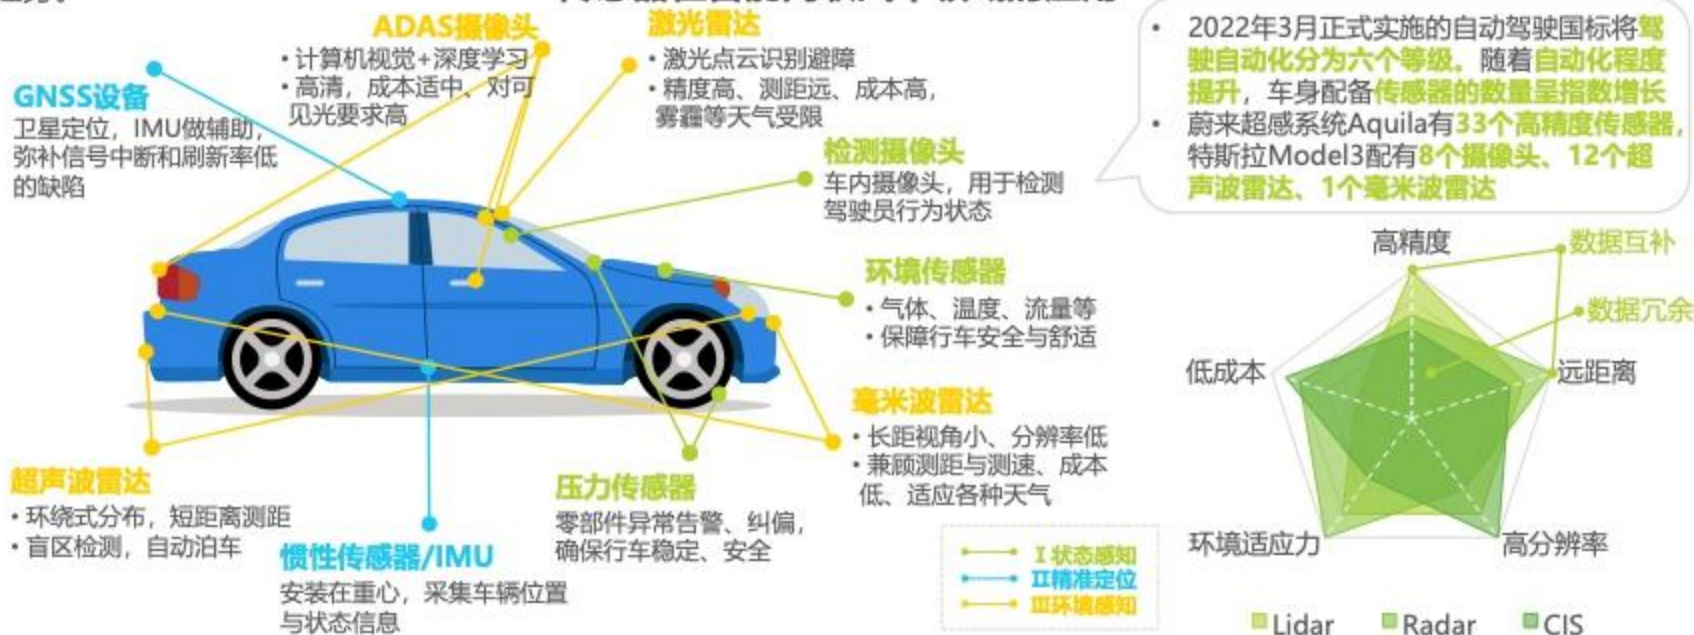 ADAS摄像头
• 计算机视觉+深度学习
• 高清，成本适中、对可
见光要求高
激光雷达
• 激光点云识别避障
• 精度高、测距远、成本高，
雾霾等天气受限
GNSS设备
卫星定位，IMU做辅助，
弥补信号中断和刷新率低
的缺陷
检测摄像头
车内摄像头，用于检测
驾驶员行为状态
环境传感器
• 气体、温度、流量等
• 保障行车安全与舒适
毫米波雷达
• 长距视角小、分辨率低
• 兼顾测距与测速、成本
低、适应各种天气
超声波雷达
• 环绕式分布，短距离测距
• 盲区检测，自动泊车
惯性传感器/IMU
安装在重心，采集车辆位置
与状态信息
压力传感器
零部件异常告警、纠偏，
确保行车稳定、安全
I 状态感知
II精准定位
III环境感知
• 2022年3月正式实施的自动驾驶国标将驾
驶自动化分为六个等级。随着自动化程度
提升，车身配备传感器的数量呈指数增长
• 蔚来超感系统Aquila有33个高精度传感器，
特斯拉Model3配有8个摄像头、12个超
声波雷达、1个毫米波雷达
高精度
数据互补
数据冗余
低成本
远距离
环境适应力
高分辨率
Lidar
Radar
CIS